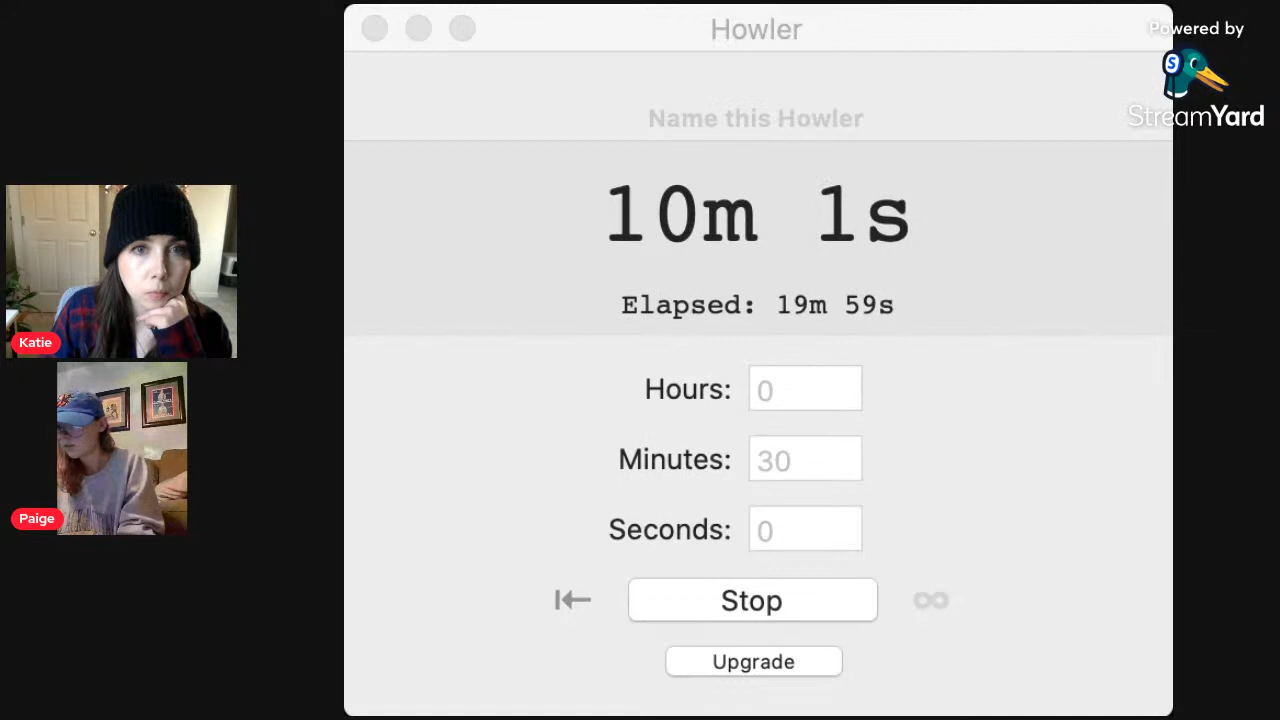 Howler
Powered by
S
StreamYard
Name this Howler
10m 1s
Elapsed: 19m 59s
Hours: 0
Minutes: 30
Seconds: 0
Stop
Upgrade
Katie
Paige